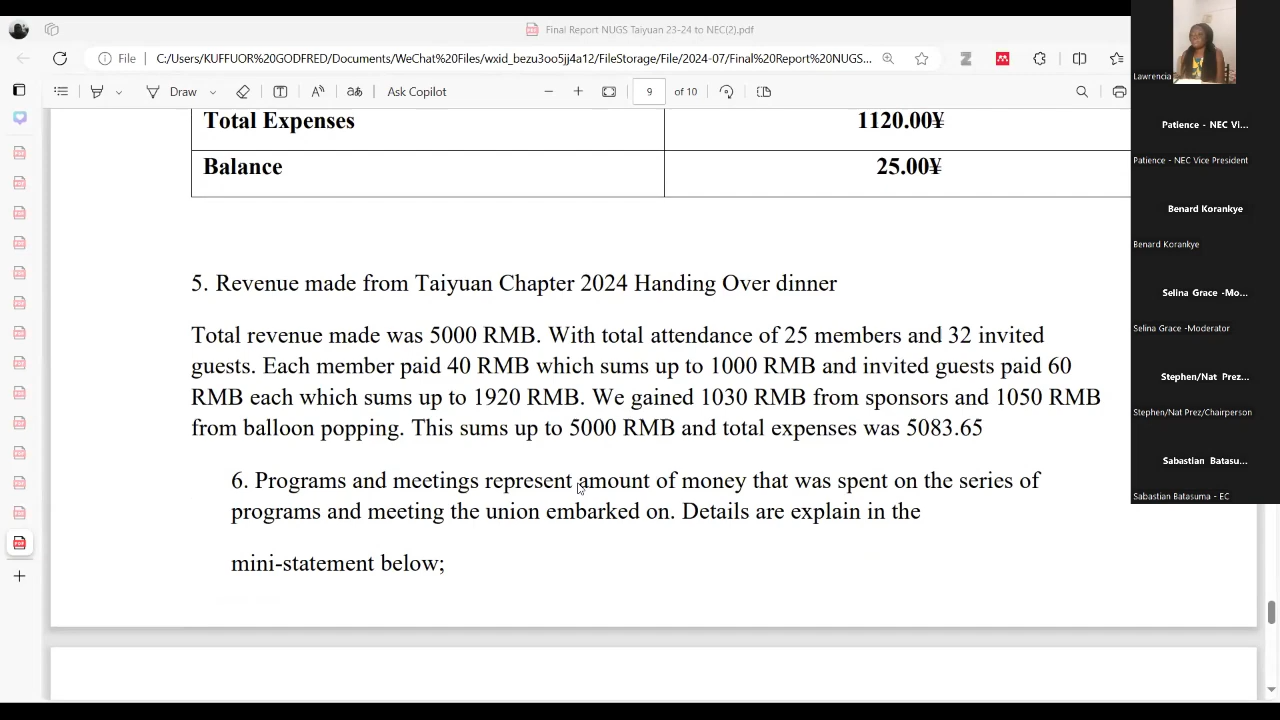 Final Report NUGS Taiyuan 23-24 to NEC(2).pdf
File
C:/Users/KUFFUOR%20GODERED/Documents/WeChat%20Files/wxid_bezu3oo5jj4a12/FileStorage/File/2024-07/Final%20Report%20NUGS...
Draw
Ask Copilot
9 of 10
Total Expenses 1120.00¥
Balance 25.00¥
5. Revenue made from Taiyuan Chapter 2024 Handing Over dinner
Total revenue made was 5000 RMB. With total attendance of 25 members and 32 invited
guests. Each member paid 40 RMB which sums up to 1000 RMB and invited guests paid 60
RMB each which sums up to 1920 RMB. We gained 1030 RMB from sponsors and 1050 RMB
from balloon popping. This sums up to 5000 RMB and total expenses was 5083.65
6. Programs and meetings represent amount of money that was spent on the series of
programs and meeting the union embarked on. Details are explain in the
mini-statement below;
Lawrencia
Patience - NEC VI...
Patience - NEC Vice President
Benard Korankye
Benard Korankye
Selina Grace -Mo...
Selina Grace -Moderator
Stephen/Nat Prez...
Stephen/Nat Prez/Chairperson
Sabastian Batasu...
Sabastian Batasuma - EC